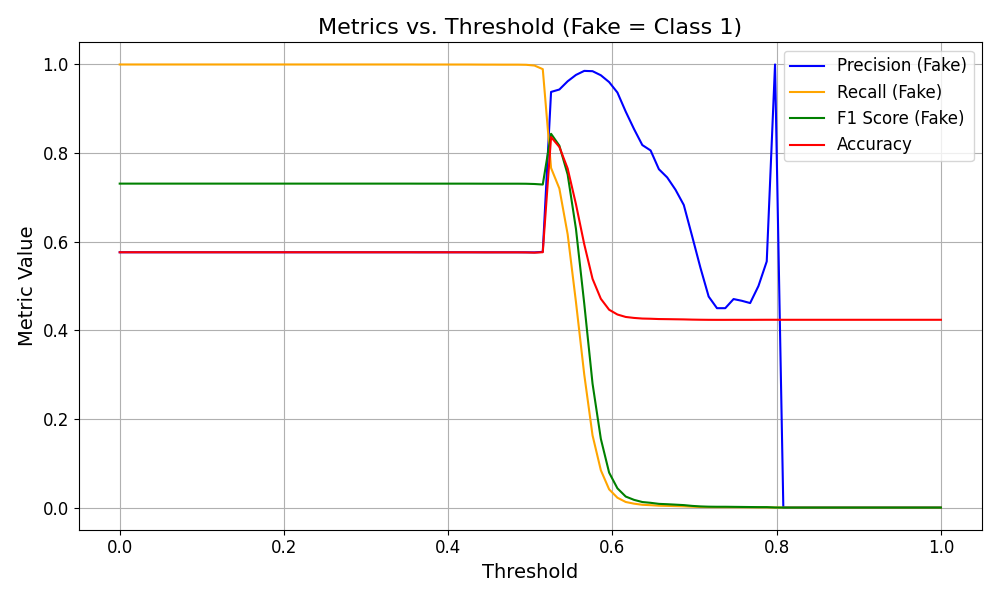 Metrics vs. Threshold (Fake = Class 1)
Metric Value
1.0
0.8
0.6
0.4
0.2
0.0
Precision (Fake)
Recall (Fake)
F1 Score (Fake)
Accuracy
0.0 0.2 0.4 0.6 0.8 1.0
Threshold